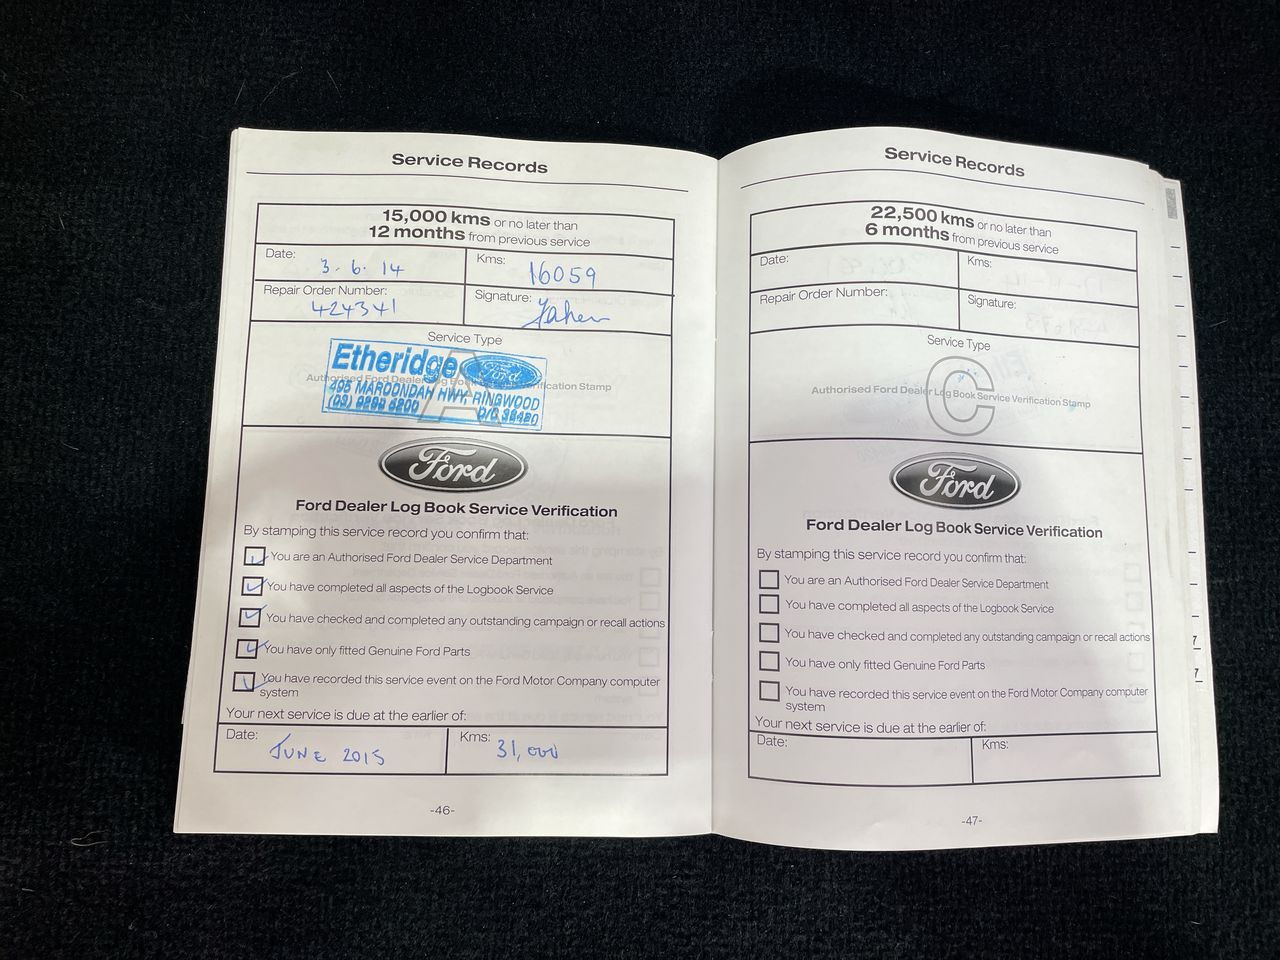 Service Records
15,000 kms or no later than
12 months from previous service
Date:
3.6.14
Kms:
16059
Repair Order Number:
424341
Signature:
Service Type
A
Authorised Ford Dealer Log Book Service Verification Stamp
Etheridge Ford
MAROONDAH HWY RINGWOOD
Ford
Ford Dealer Log Book Service Verification
By stamping this service record you confirm that:
You are an Authorised Ford Dealer Service Department
You have completed all aspects of the Logbook Service
You have checked and completed any outstanding campaign or recall actions
You have only fitted Genuine Ford Parts
You have recorded this service event on the Ford Motor Company computer
system
Your next service is due at the earlier of:
Date:
JUNE 2015
Kms:
31,000
-46-
Service Records
22,500 kms or no later than
6 months from previous service
Date:
Kms:
Repair Order Number:
Signature:
Service Type
C
Authorised Ford Dealer Log Book Service Verification Stamp
Ford
Ford Dealer Log Book Service Verification
By stamping this service record you confirm that:
You are an Authorised Ford Dealer Service Department
You have completed all aspects of the Logbook Service
You have checked and completed any outstanding campaign or recall actions
You have only fitted Genuine Ford Parts
You have recorded this service event on the Ford Motor Company computer
system
Your next service is due at the earlier of:
Date:
Kms:
-47-